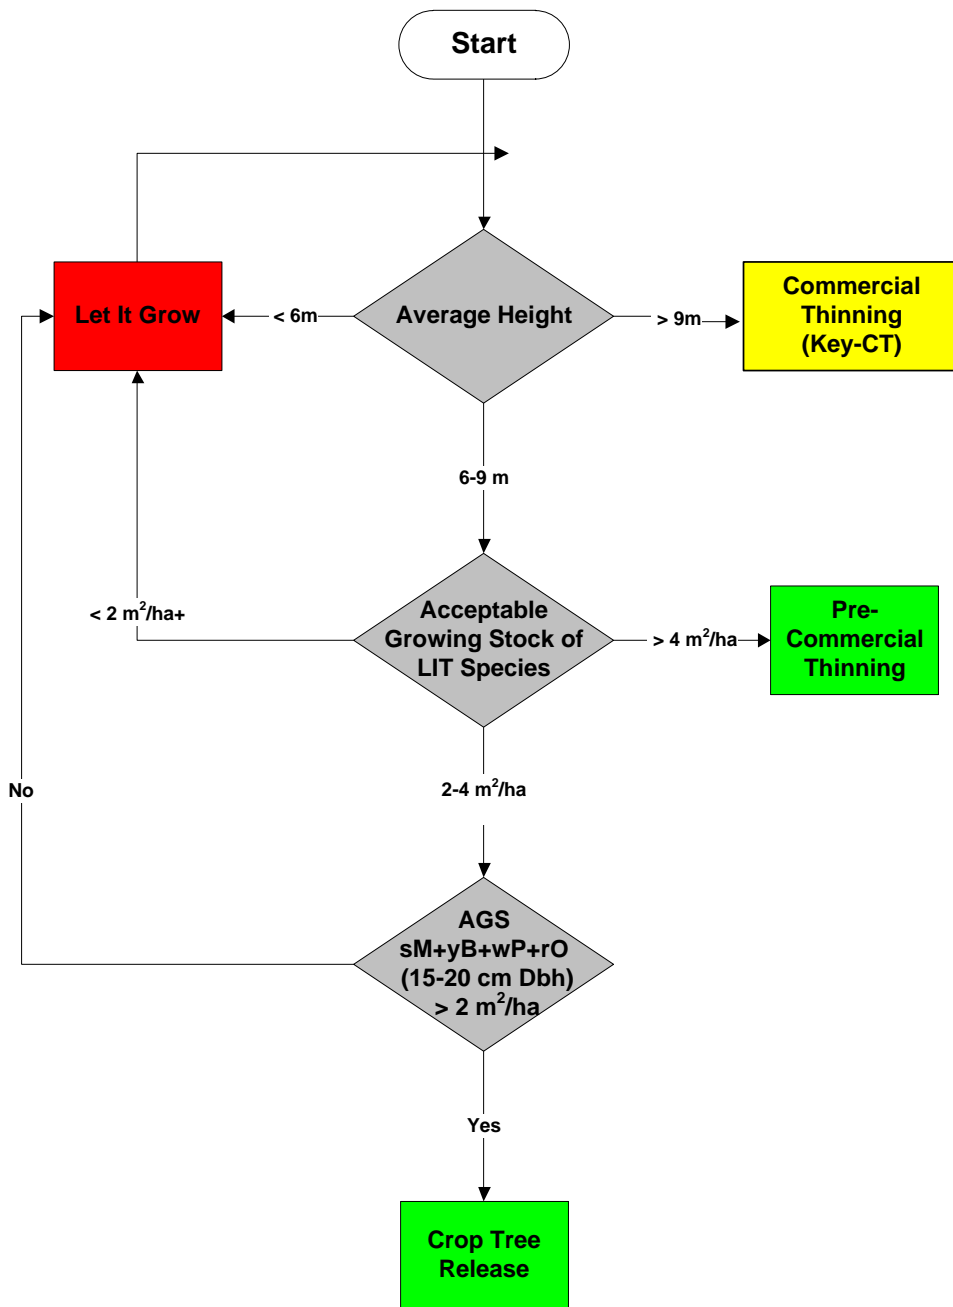 Start
Let It Grow
< 6m
Average Height
> 9m
Commercial
Thinning
(Key-CT)
6-9 m
< 2 m²/ha+
Acceptable
Growing Stock of
LIT Species
> 4 m²/ha
Pre-
Commercial
Thinning
No
2-4 m²/ha
AGS
sM+yB+wP+rO
(15-20 cm Dbh)
> 2 m²/ha
Yes
Crop Tree
Release